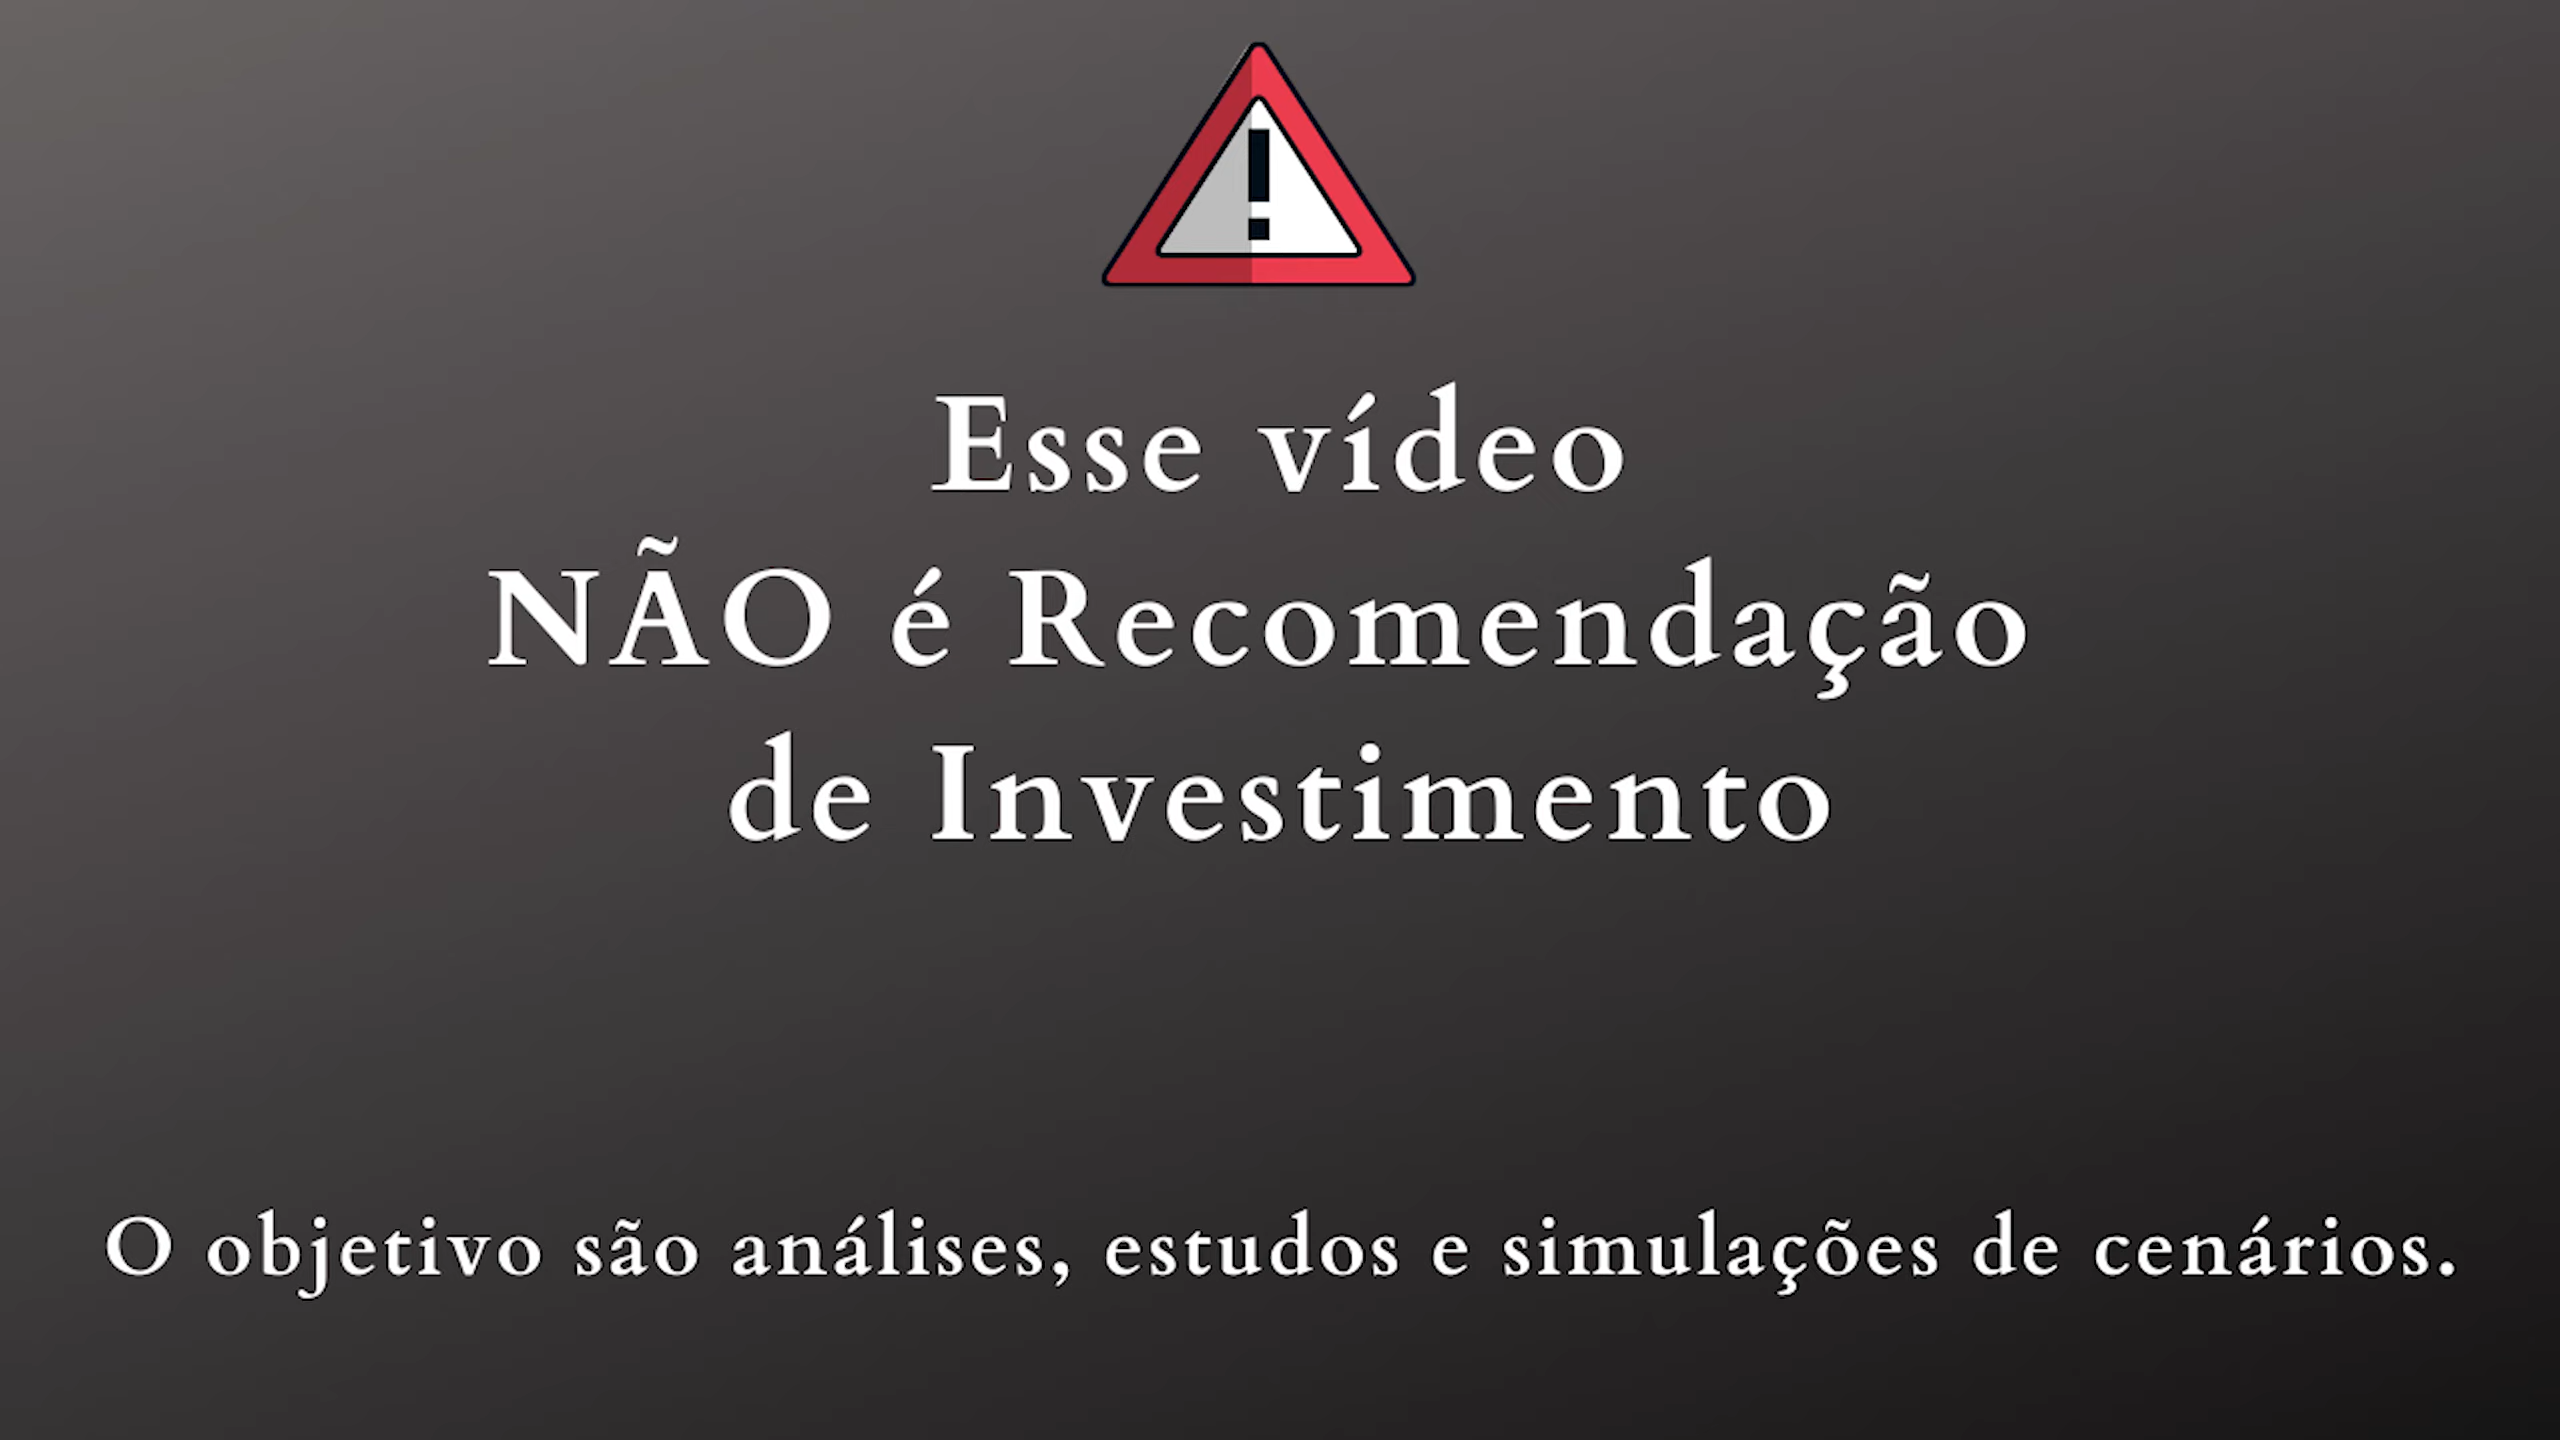 Esse vídeo
NÃO é Recomendação
de Investimento
O objetivo são análises, estudos e simulações de cenários.